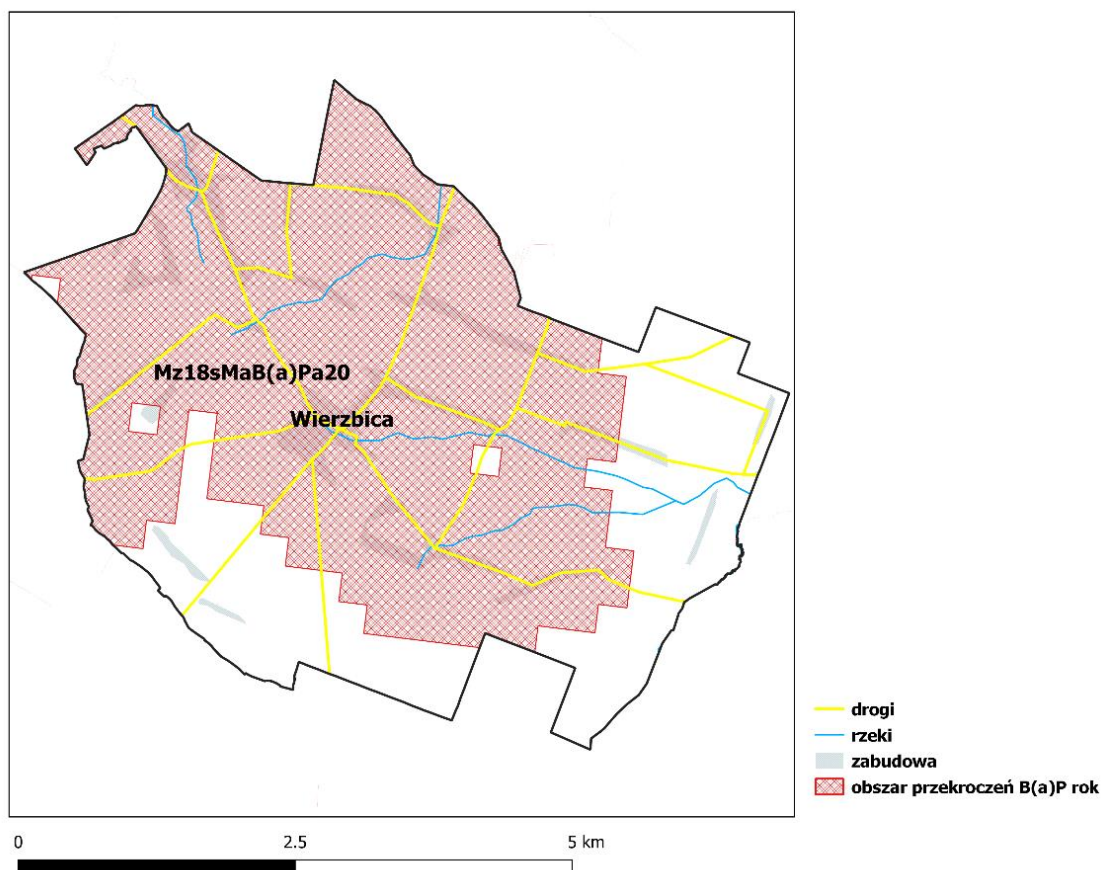 Mz18sMaB(a)Pa20
Wierzbica
drogi
rzeki
zabudowa
obszar przekroczeń B(a)P rok
0 2.5 5 km